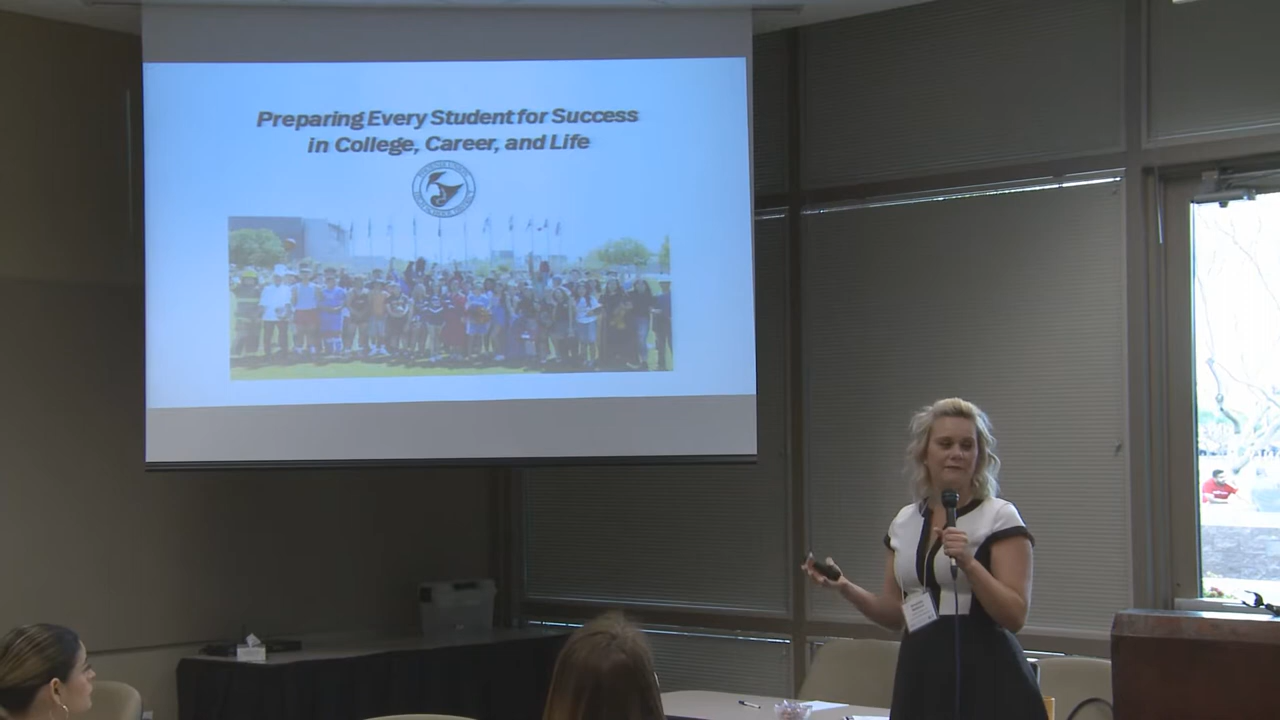 Preparing Every Student for Success
in College, Career, and Life